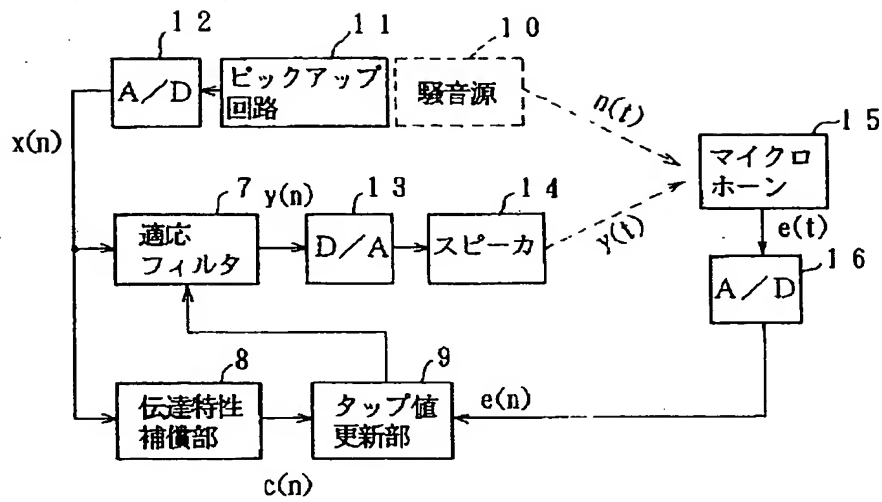 １２
１１
１０
A／D
ピックアップ
回路
騒音源
n(t)
１５
x(n)
マイクロ
ホーン
７
y(n)
１３
１４
適応
フィルタ
D／A
スピーカ
y(t)
e(t)
１６
A／D
８
９
伝達特性
補償部
タップ値
更新部
e(n)
c(n)